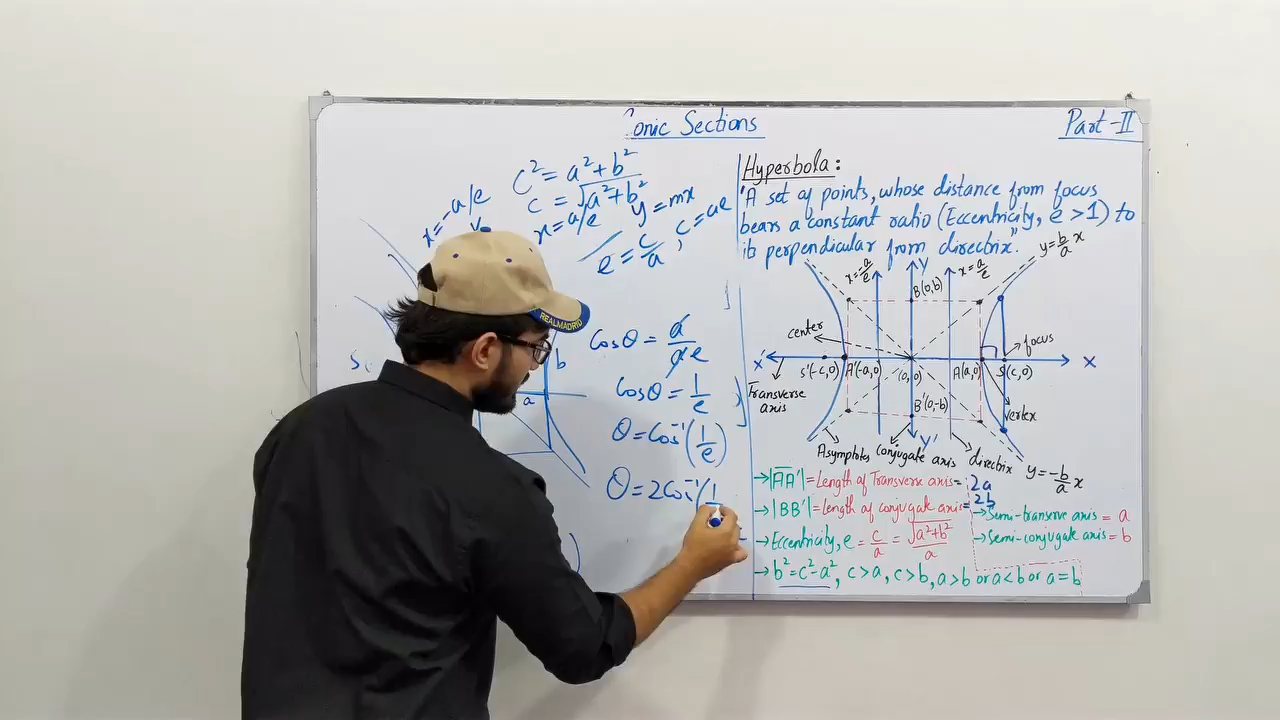 Conic Sections
Part-II
c² = a² + b²
c = √a² + b²
x = -a/e
x = a/e
y = mx
e = c/a , c = ae
Cosθ = a/ae
Cosθ = 1/e
θ = Cos⁻¹(1/e)
θ = 2Cos⁻¹(1
b
a
REALMADRID
Hyperbola:
"A set of points, whose distance from focus
bears a constant ratio (Eccentricity, e > 1) to
its perpendicular from directrix".
y = b/a x
x = -a/e
Y
x = a/e
B(0,b)
center
focus
X'
X
S'(-c,0)
A'(-a,0)
(0,0)
A(a,0)
S(c,0)
Transverse
axis
B'(0,-b)
vertex
Y'
Asymptotes
conjugate axis
directrix
y = -b/a x
→ |AA'| = Length of Transverse axis = 2a
→ |BB'| = Length of conjugate axis = 2b
→ Semi-transerve axis = a
→ Semi-conjugate axis = b
→ Eccentricity, e = c/a = √a²+b²/a
→ b² = c² - a², c > a, c > b, a > b or a < b or a = b